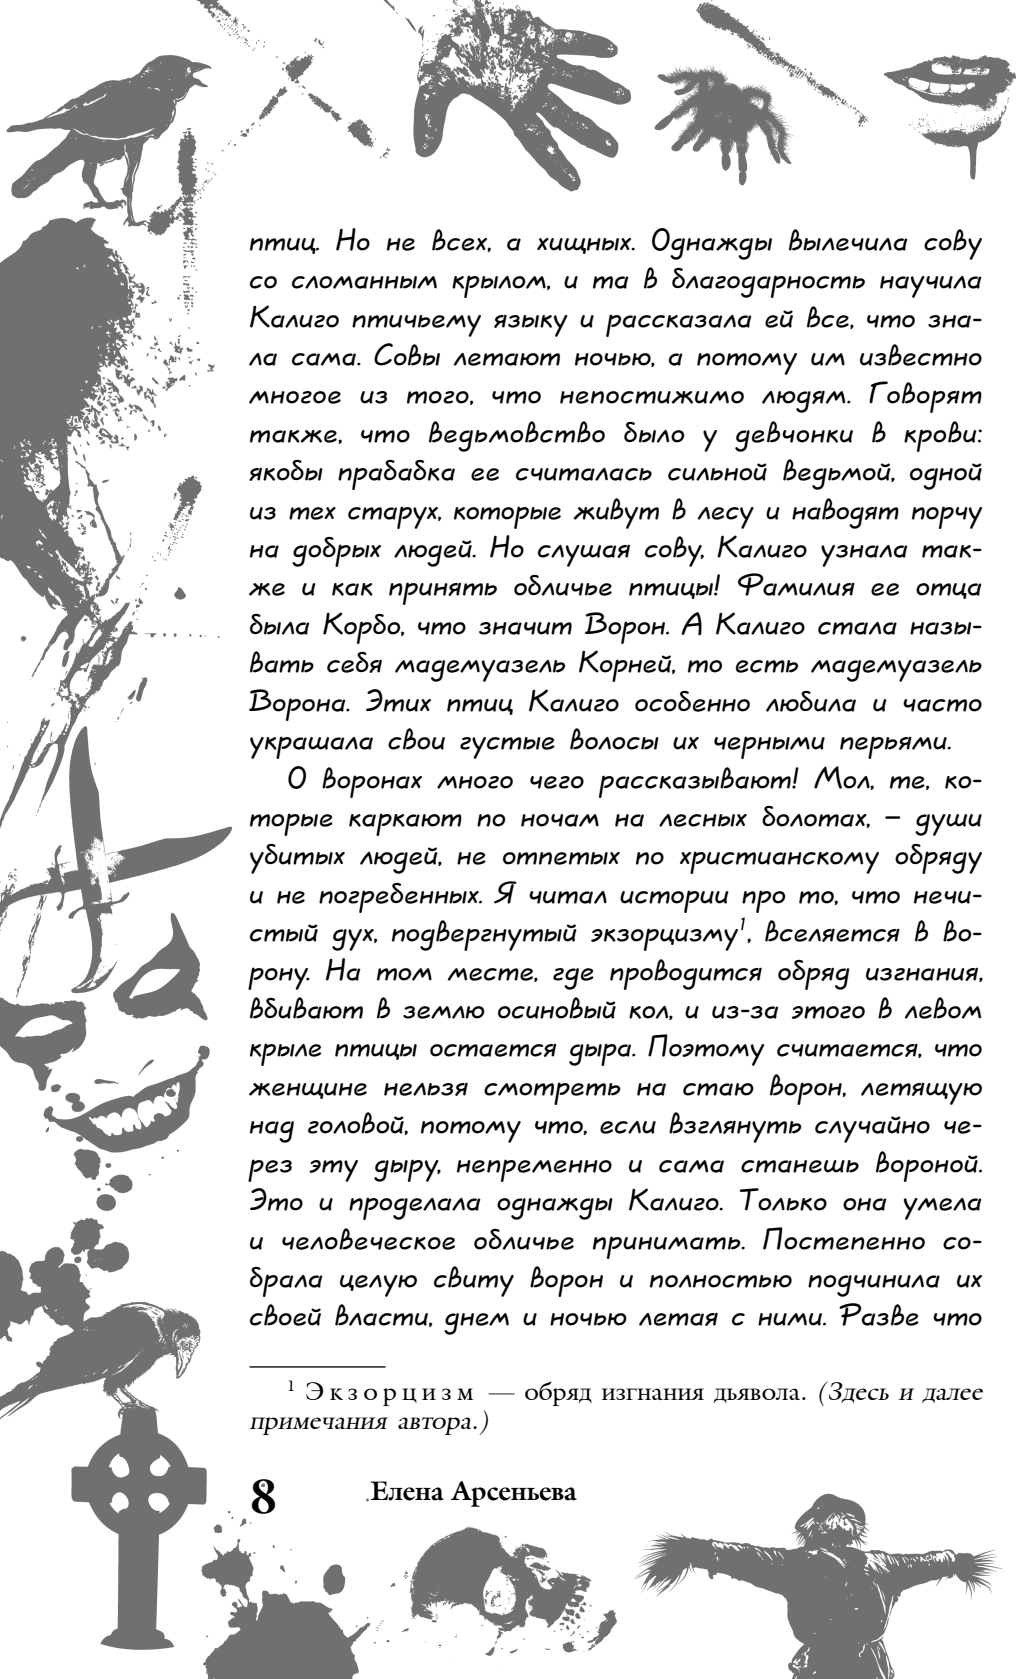 птиц. Но не всех, а хищных. Однажды вылечила сову
со сломанным крылом, и та в благодарность научила
Калиго птичьему языку и рассказала ей все, что зна-
ла сама. Совы летают ночью, а потому им известно
многое из того, что непостижимо людям. Говорят
также, что ведьмовство было у девчонки в крови:
якобы прабабка ее считалась сильной ведьмой, одной
из тех старух, которые живут в лесу и наводят порчу
на добрых людей. Но слушая сову, Калиго узнала так-
же и как принять обличье птицы! Фамилия ее отца
была Корбо, что значит Ворон. А Калиго стала назы-
вать себя мадемуазель Корней, то есть мадемуазель
Ворона. Этих птиц Калиго особенно любила и часто
украшала свои густые волосы их черными перьями.
О воронах много чего рассказывают! Мол, те, ко-
торые каркают по ночам на лесных болотах, – души
убитых людей, не отпетых по христианскому обряду
и не погребенных. Я читал истории про то, что нечи-
стый дух, подвергнутый экзорцизму¹, вселяется в во-
рону. На том месте, где проводится обряд изгнания,
вбивают в землю осиновый кол, и из-за этого в левом
крыле птицы остается дыра. Поэтому считается, что
женщине нельзя смотреть на стаю ворон, летящую
над головой, потому что, если взглянуть случайно че-
рез эту дыру, непременно и сама станешь вороной.
Это и проделала однажды Калиго. Только она умела
и человеческое обличье принимать. Постепенно со-
брала целую свиту ворон и полностью подчинила их
своей власти, днем и ночью летая с ними. Разве что
¹ Экзорцизм — обряд изгнания дьявола. (Здесь и далее
примечания автора.)
8 Елена Арсеньева